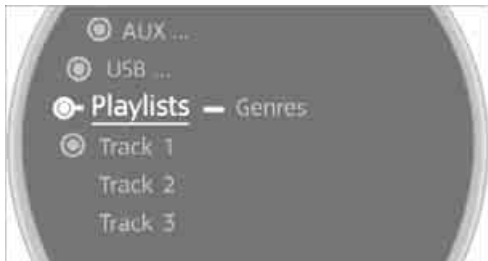 AUX ...
USB ...
Playlists – Genres
Track 1
Track 2
Track 3